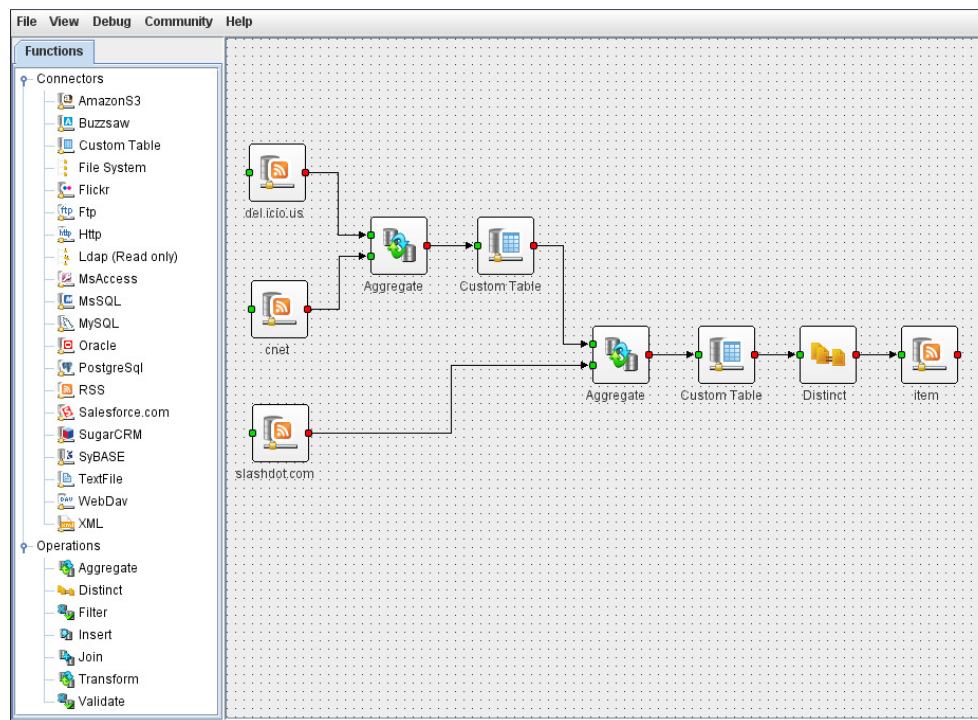 File View Debug Community Help
Functions
Connectors
AmazonS3
Buzzsaw
Custom Table
File System
Flickr
Ftp
Http
Ldap (Read only)
MsAccess
MsSQL
MySQL
Oracle
PostgreSql
RSS
Salesforce.com
SugarCRM
SyBASE
TextFile
WebDav
XML
Operations
Aggregate
Distinct
Filter
Insert
Join
Transform
Validate
del.icio.us
Aggregate
Custom Table
cnet
Aggregate
Custom Table
Distinct
item
slashdot.com